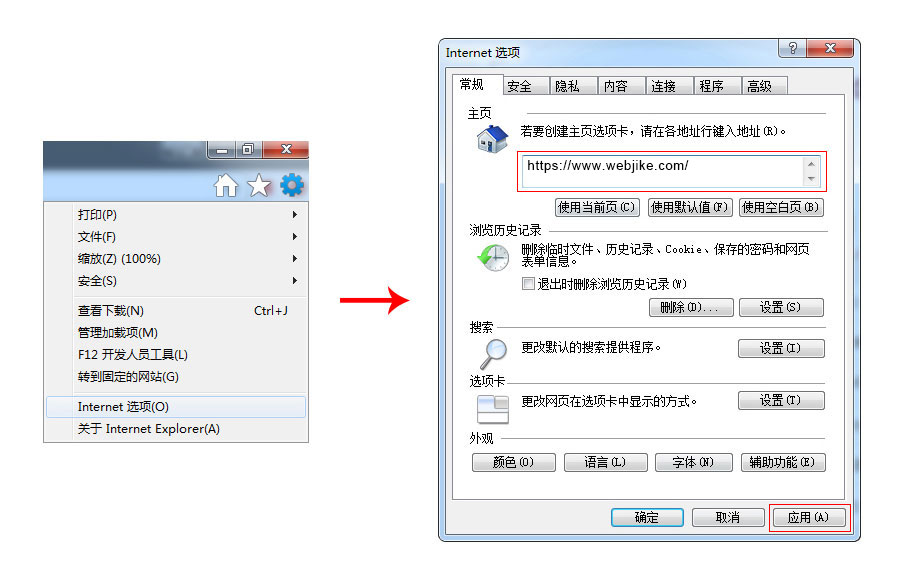 打印(P)
文件(F)
缩放(Z) (100%)
安全(S)
查看下载(N) Ctrl+J
管理加载项(M)
F12 开发人员工具(L)
转到固定的网站(G)
Internet 选项(O)
关于 Internet Explorer(A)
Internet 选项
常规 安全 隐私 内容 连接 程序 高级
主页
若要创建主页选项卡，请在各地址行键入地址(R)。
https://www.webjike.com/
使用当前页(C) 使用默认值(F) 使用空白页(B)
浏览历史记录
删除临时文件、历史记录、Cookie、保存的密码和网页
表单信息。
退出时删除浏览历史记录(W)
删除(D)... 设置(S)
搜索
更改默认的搜索提供程序。
设置(I)
选项卡
更改网页在选项卡中显示的方式。
设置(T)
外观
颜色(O) 语言(L) 字体(N) 辅助功能(E)
确定 取消 应用(A)